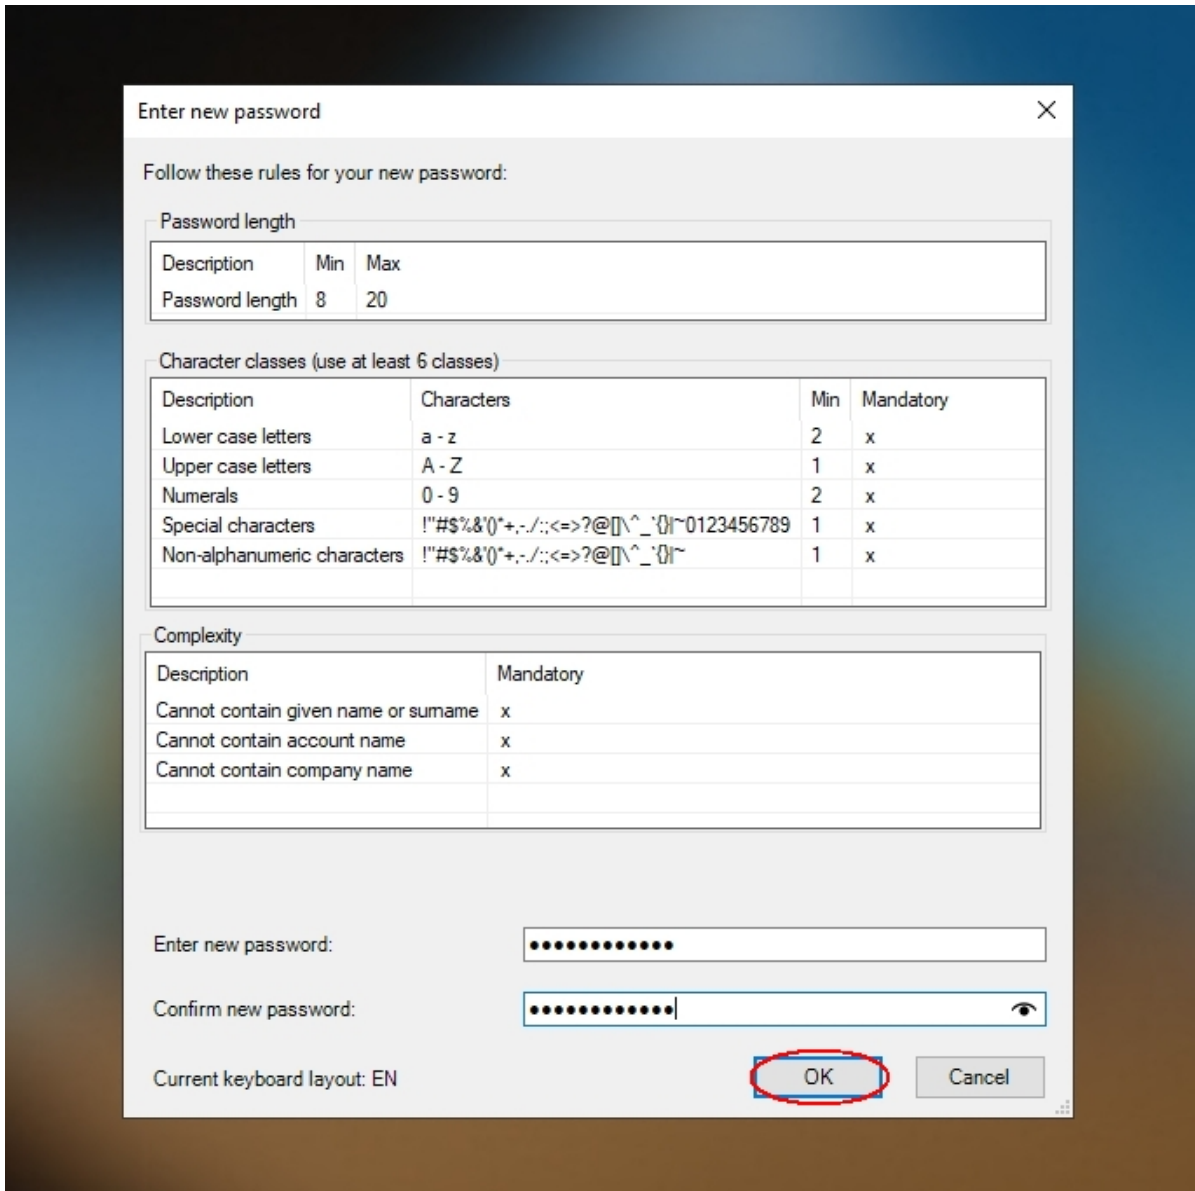 Enter new password
Follow these rules for your new password:
Password length
Description Min Max
Password length 8 20
Character classes (use at least 6 classes)
Description Characters Min Mandatory
Lower case letters a - z 2 x
Upper case letters A - Z 1 x
Numerals 0 - 9 2 x
Special characters !"#$%&'()*+,-./:;<=>?@[]\^_`{}|~0123456789 1 x
Non-alphanumeric characters !"#$%&'()*+,-./:;<=>?@[]\^_`{}|~ 1 x
Complexity
Description Mandatory
Cannot contain given name or surname x
Cannot contain account name x
Cannot contain company name x
Enter new password: ●●●●●●●●●●●●
Confirm new password: ●●●●●●●●●●●●
Current keyboard layout: EN OK Cancel